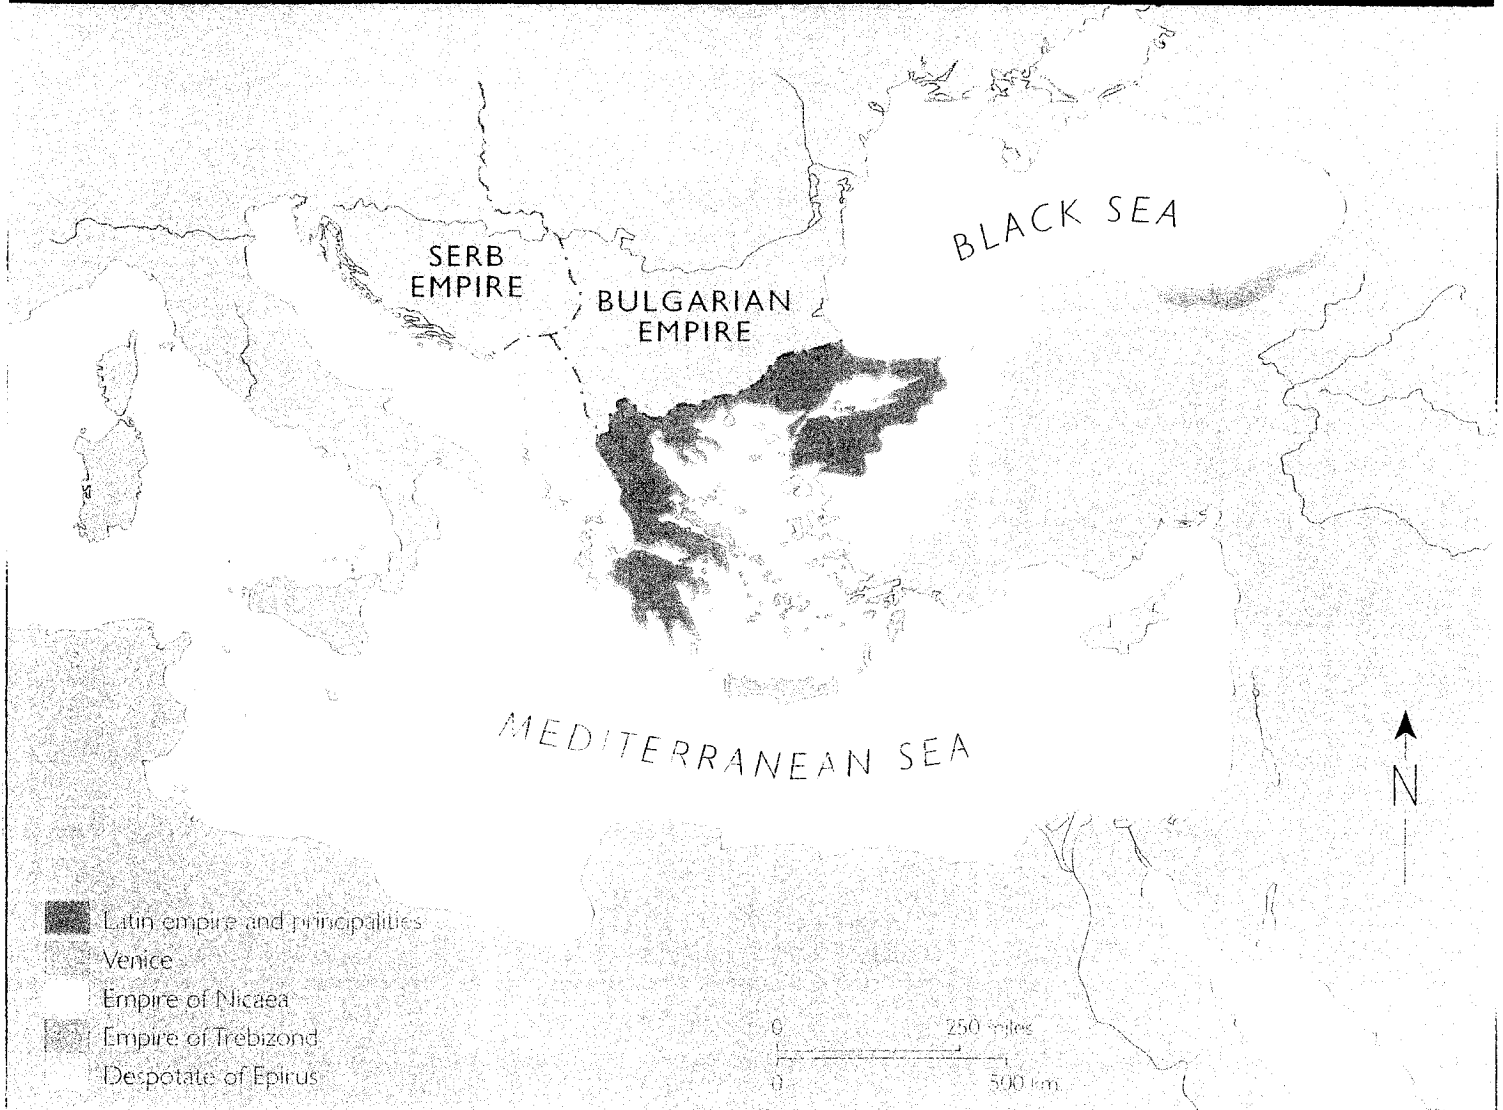 BLACK SEA
SERB
EMPIRE
BULGARIAN
EMPIRE
MEDITERRANEAN SEA
N
Latin empire and principalities
Venice
Empire of Nicaea
Empire of Trebizond
Despotate of Epirus
0 250 miles
0 500 km